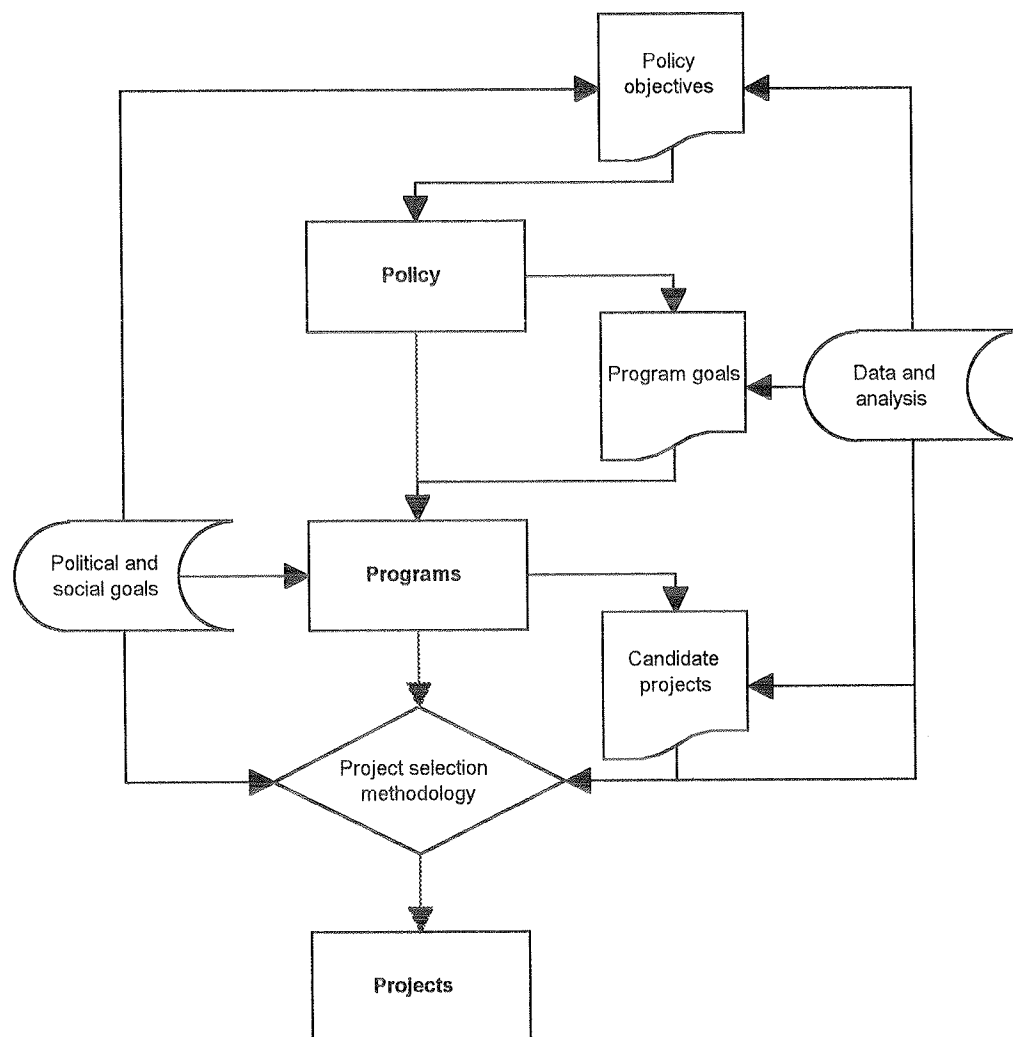 Policy
objectives
Policy
Program goals
Data and
analysis
Political and
social goals
Programs
Candidate
projects
Project selection
methodology
Projects